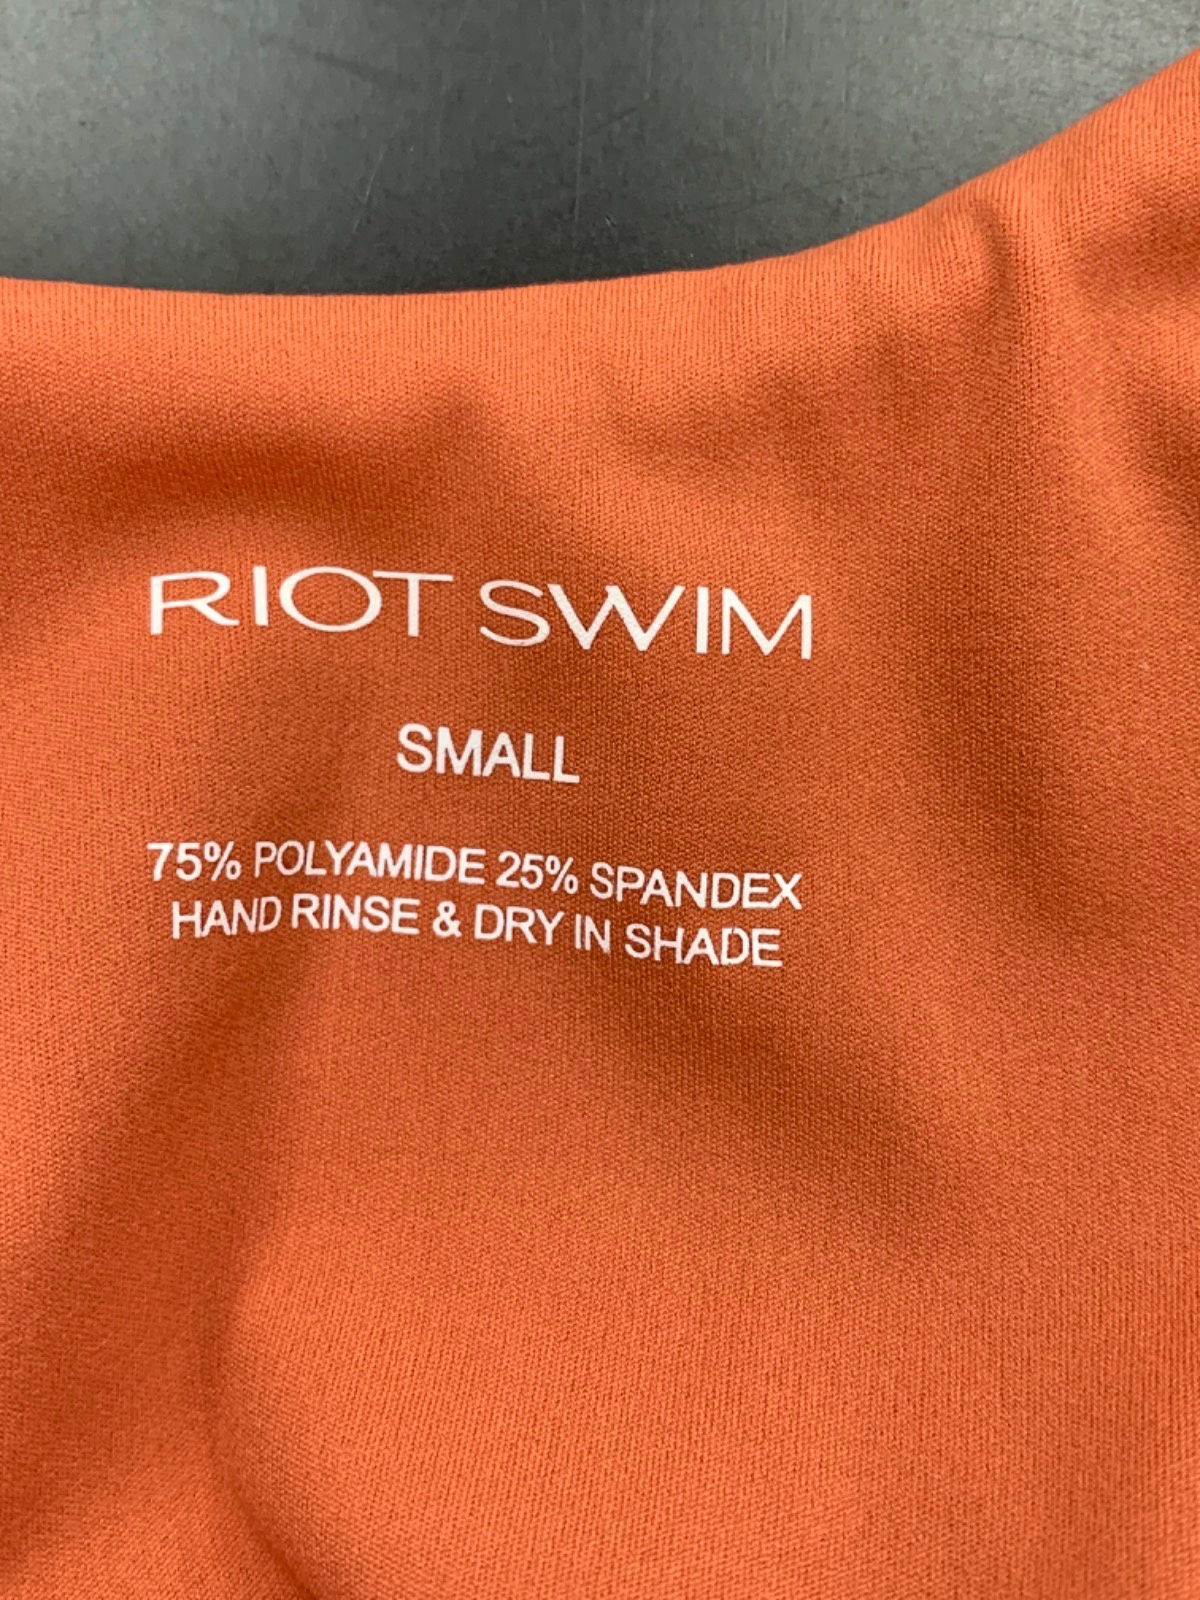 RIOT SWIM
SMALL
75% POLYAMIDE 25% SPANDEX
HAND RINSE & DRY IN SHADE